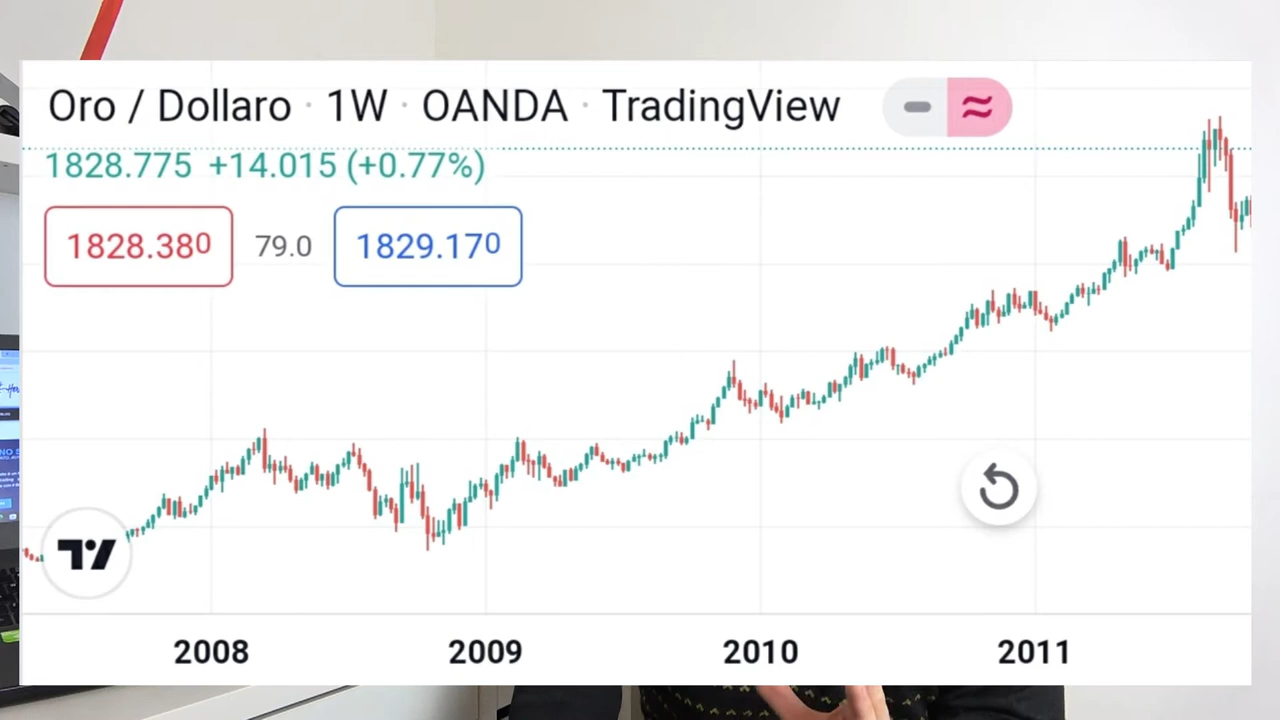 Oro / Dollaro · 1W · OANDA · TradingView
1828.775 +14.015 (+0.77%)
1828.380 79.0 1829.170
2008 2009 2010 2011